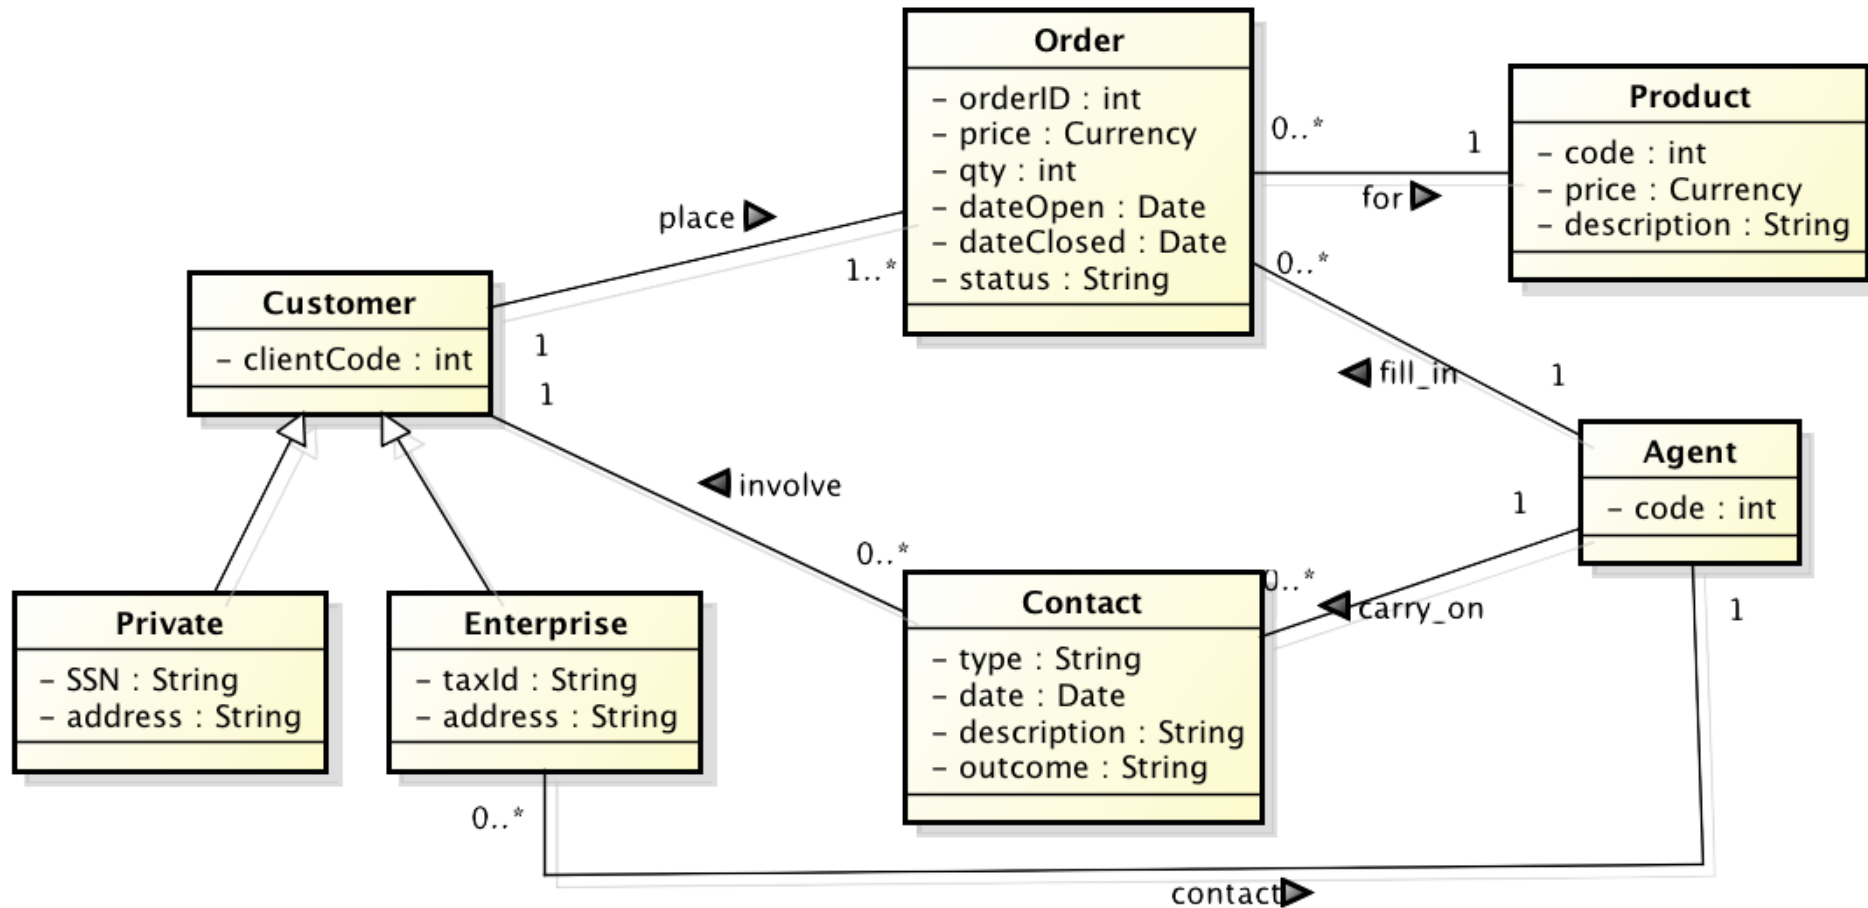 Order
– orderID : int
– price : Currency
– qty : int
– dateOpen : Date
– dateClosed : Date
– status : String
Product
– code : int
– price : Currency
– description : String
0..*
1
for
place
1..*
0..*
Customer
– clientCode : int
1
1
fill_in
1
Agent
– code : int
involve
0..*
1
0..*
carry_on
1
Private
– SSN : String
– address : String
Enterprise
– taxId : String
– address : String
Contact
– type : String
– date : Date
– description : String
– outcome : String
0..*
contact